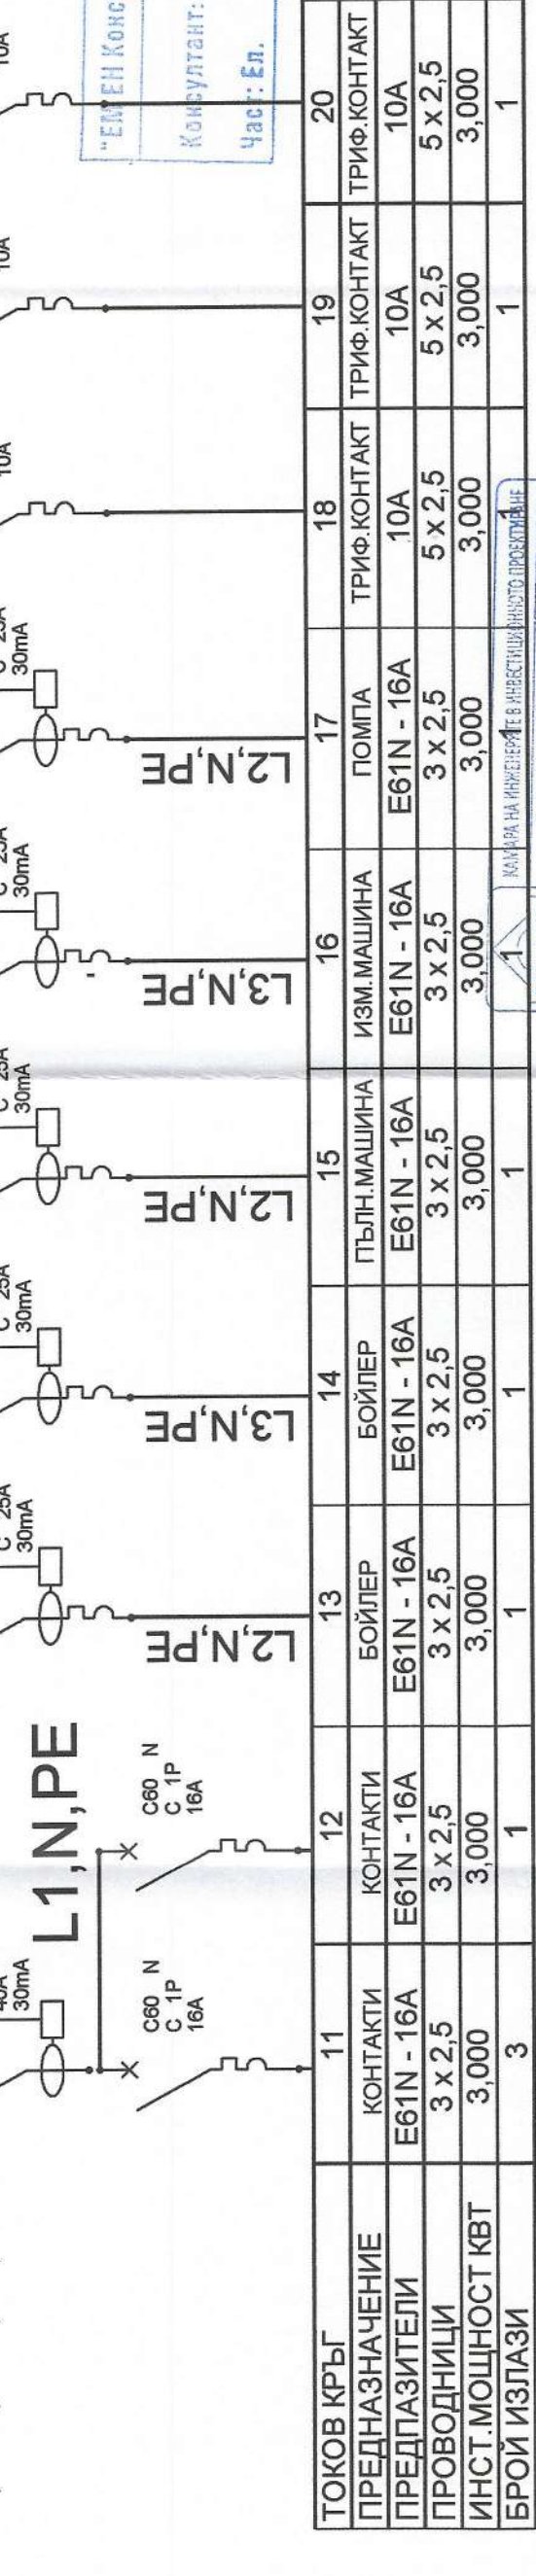 L1,N,PE
30mA
C60 N
C 1P
16A
C60 N
C 1P
16A
25A
30mA
L2,N,PE
25A
30mA
L3,N,PE
25A
30mA
L2,N,PE
25A
30mA
L3,N,PE
25A
30mA
L2,N,PE
10A
10A
10A
Консултант:
Част: Ел.
ТОКОВ КРЪГ 11 12 13 14 15 16 17 18 19 20
ПРЕДНАЗНАЧЕНИЕ КОНТАКТИ КОНТАКТИ БОЙЛЕР БОЙЛЕР ПЪЛН.МАШИНА ИЗМ.МАШИНА ПОМПА ТРИФ.КОНТАКТ ТРИФ.КОНТАКТ ТРИФ.КОНТАКТ
ПРЕДПАЗИТЕЛИ E61N - 16A E61N - 16A E61N - 16A E61N - 16A E61N - 16A E61N - 16A E61N - 16A 10A 10A 10A
ПРОВОДНИЦИ 3 x 2,5 3 x 2,5 3 x 2,5 3 x 2,5 3 x 2,5 3 x 2,5 3 x 2,5 5 x 2,5 5 x 2,5 5 x 2,5
ИНСТ.МОЩНОСТ КВТ 3,000 3,000 3,000 3,000 3,000 3,000 3,000 3,000 3,000 3,000
БРОЙ ИЗЛАЗИ 3 1 1 1 1 1 1 1 1 1
КАМАРА НА ИНЖЕНЕРИТЕ В ИНВЕСТИЦИОННОТО ПРОЕКТИРАНЕ